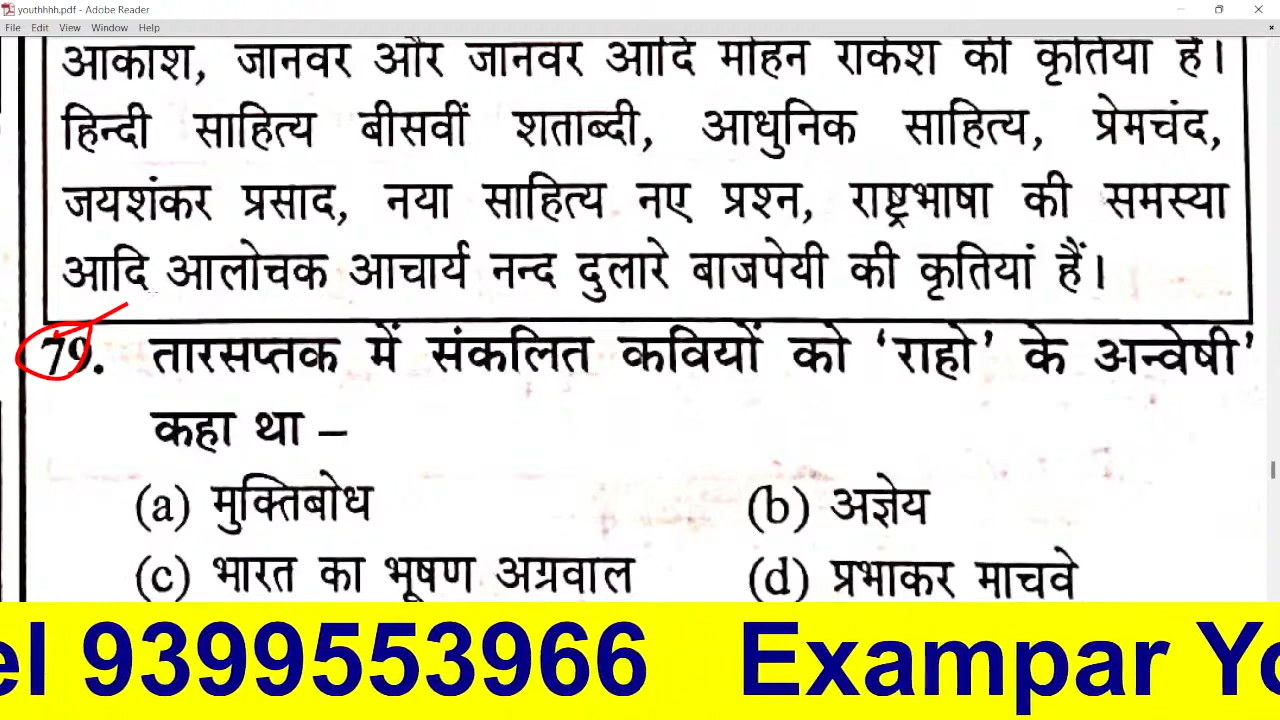 youthhhh.pdf - Adobe Reader
File Edit View Window Help
आकाश, जानवर और जानवर आदि मोहन राकेश की कृतिया हैं।
हिन्दी साहित्य बीसवीं शताब्दी, आधुनिक साहित्य, प्रेमचंद,
जयशंकर प्रसाद, नया साहित्य नए प्रश्न, राष्ट्रभाषा की समस्या
आदि आलोचक आचार्य नन्द दुलारे बाजपेयी की कृतियां हैं।
79. तारसप्तक में संकलित कवियों को ‘राहो’ के अन्वेषी’
कहा था –
(a) मुक्तिबोध (b) अज्ञेय
(c) भारत का भूषण अग्रवाल (d) प्रभाकर माचवे
el 9399553966 Exampar Yo